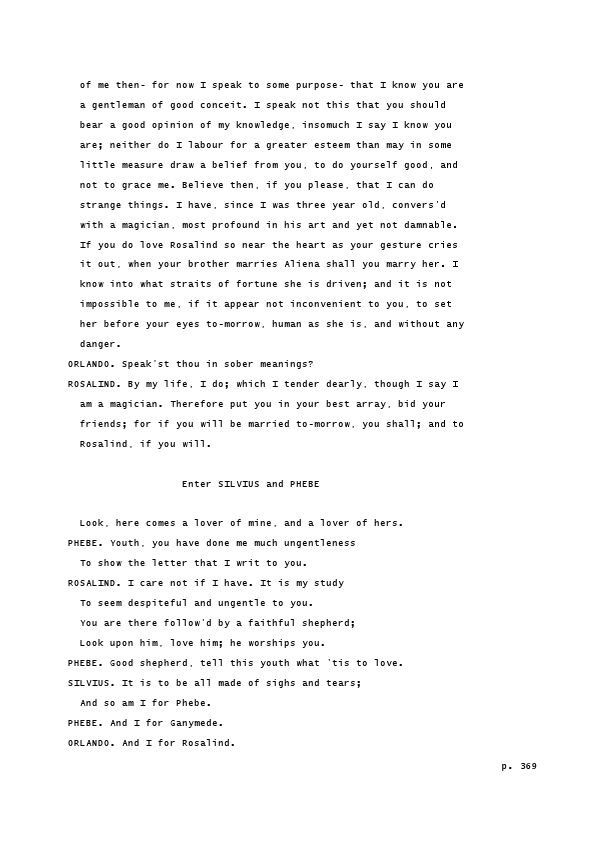 of me then- for now I speak to some purpose- that I know you are
a gentleman of good conceit. I speak not this that you should
bear a good opinion of my knowledge, insomuch I say I know you
are; neither do I labour for a greater esteem than may in some
little measure draw a belief from you, to do yourself good, and
not to grace me. Believe then, if you please, that I can do
strange things. I have, since I was three year old, convers'd
with a magician, most profound in his art and yet not damnable.
If you do love Rosalind so near the heart as your gesture cries
it out, when your brother marries Aliena shall you marry her. I
know into what straits of fortune she is driven; and it is not
impossible to me, if it appear not inconvenient to you, to set
her before your eyes to-morrow, human as she is, and without any
danger.
ORLANDO. Speak'st thou in sober meanings?
ROSALIND. By my life, I do; which I tender dearly, though I say I
am a magician. Therefore put you in your best array, bid your
friends; for if you will be married to-morrow, you shall; and to
Rosalind, if you will.
Enter SILVIUS and PHEBE
Look, here comes a lover of mine, and a lover of hers.
PHEBE. Youth, you have done me much ungentleness
To show the letter that I writ to you.
ROSALIND. I care not if I have. It is my study
To seem despiteful and ungentle to you.
You are there follow'd by a faithful shepherd;
Look upon him, love him; he worships you.
PHEBE. Good shepherd, tell this youth what 'tis to love.
SILVIUS. It is to be all made of sighs and tears;
And so am I for Phebe.
PHEBE. And I for Ganymede.
ORLANDO. And I for Rosalind.
p. 369